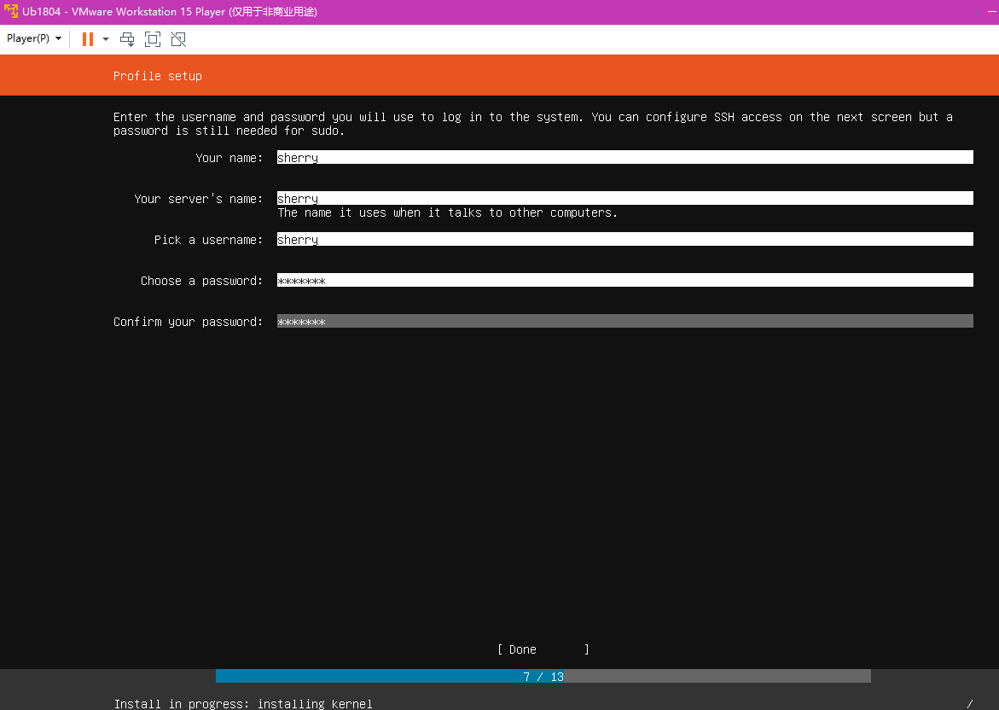 Ub1804 - VMware Workstation 15 Player (仅用于非商业用途)
Player(P)
Profile setup
Enter the username and password you will use to log in to the system. You can configure SSH access on the next screen but a
password is still needed for sudo.
Your name: sherry
Your server's name: sherry
The name it uses when it talks to other computers.
Pick a username: sherry
Choose a password: *******
Confirm your password: *******
[ Done ]
7 / 13
Install in progress: installing kernel /